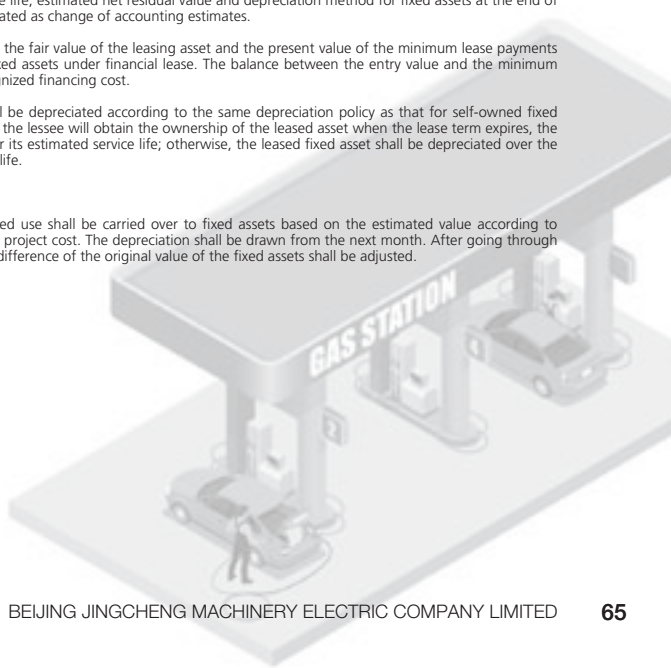 e life, estimated net residual value and depreciation method for fixed assets at the end of
ated as change of accounting estimates.
the fair value of the leasing asset and the present value of the minimum lease payments
ed assets under financial lease. The balance between the entry value and the minimum
gnized financing cost.
l be depreciated according to the same depreciation policy as that for self-owned fixed
the lessee will obtain the ownership of the leased asset when the lease term expires, the
r its estimated service life; otherwise, the leased fixed asset shall be depreciated over the
life.
ed use shall be carried over to fixed assets based on the estimated value according to
project cost. The depreciation shall be drawn from the next month. After going through
difference of the original value of the fixed assets shall be adjusted.
GAS STATION
4
2
BEIJING JINGCHENG MACHINERY ELECTRIC COMPANY LIMITED 65